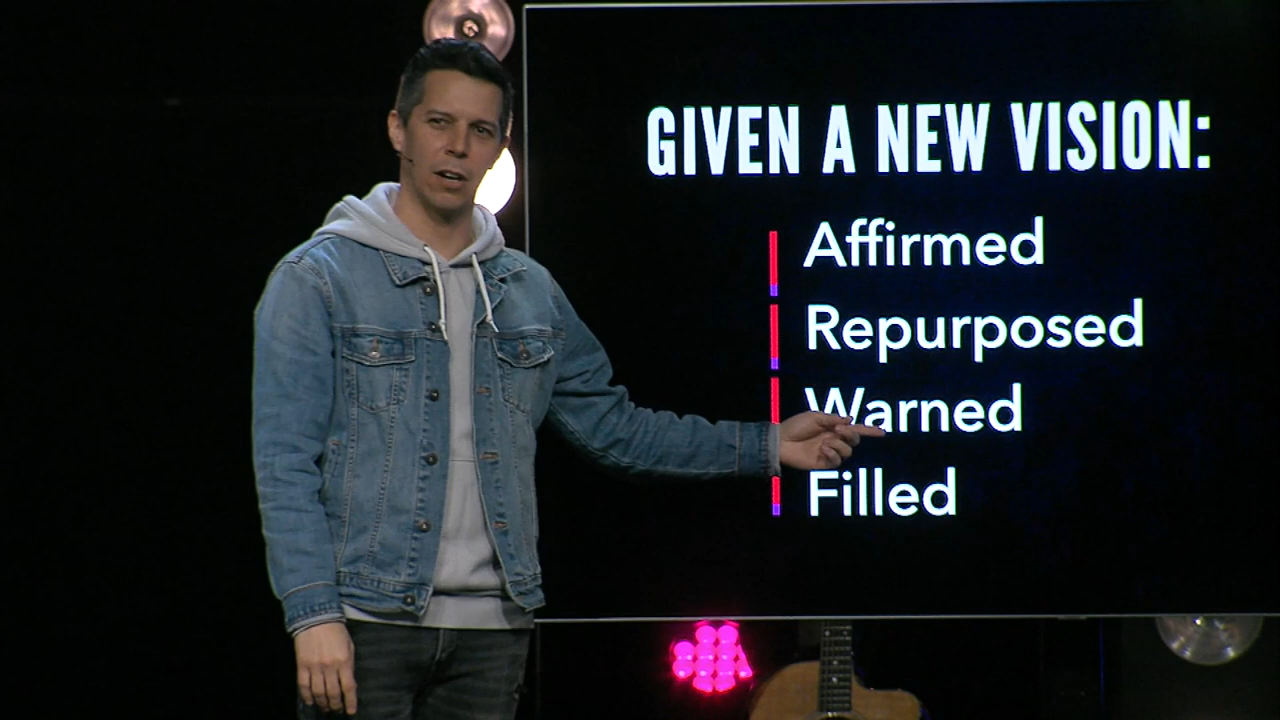 GIVEN A NEW VISION:
Affirmed
Repurposed
Warned
Filled